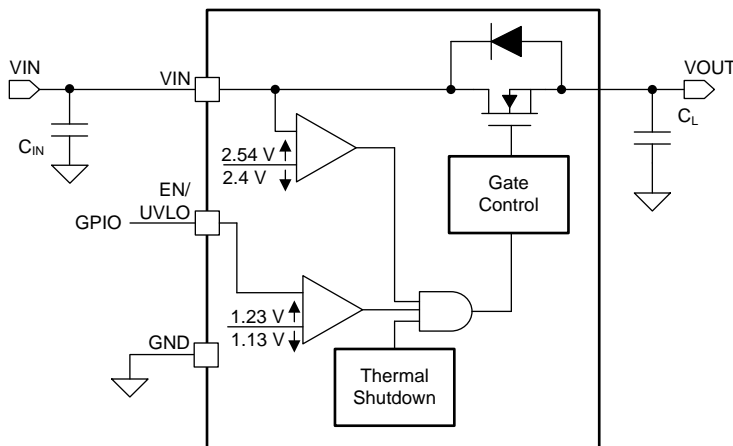 VIN
VIN
VOUT
CIN
CL
2.54 V
2.4 V
EN/
UVLO
GPIO
Gate
Control
1.23 V
1.13 V
GND
Thermal
Shutdown